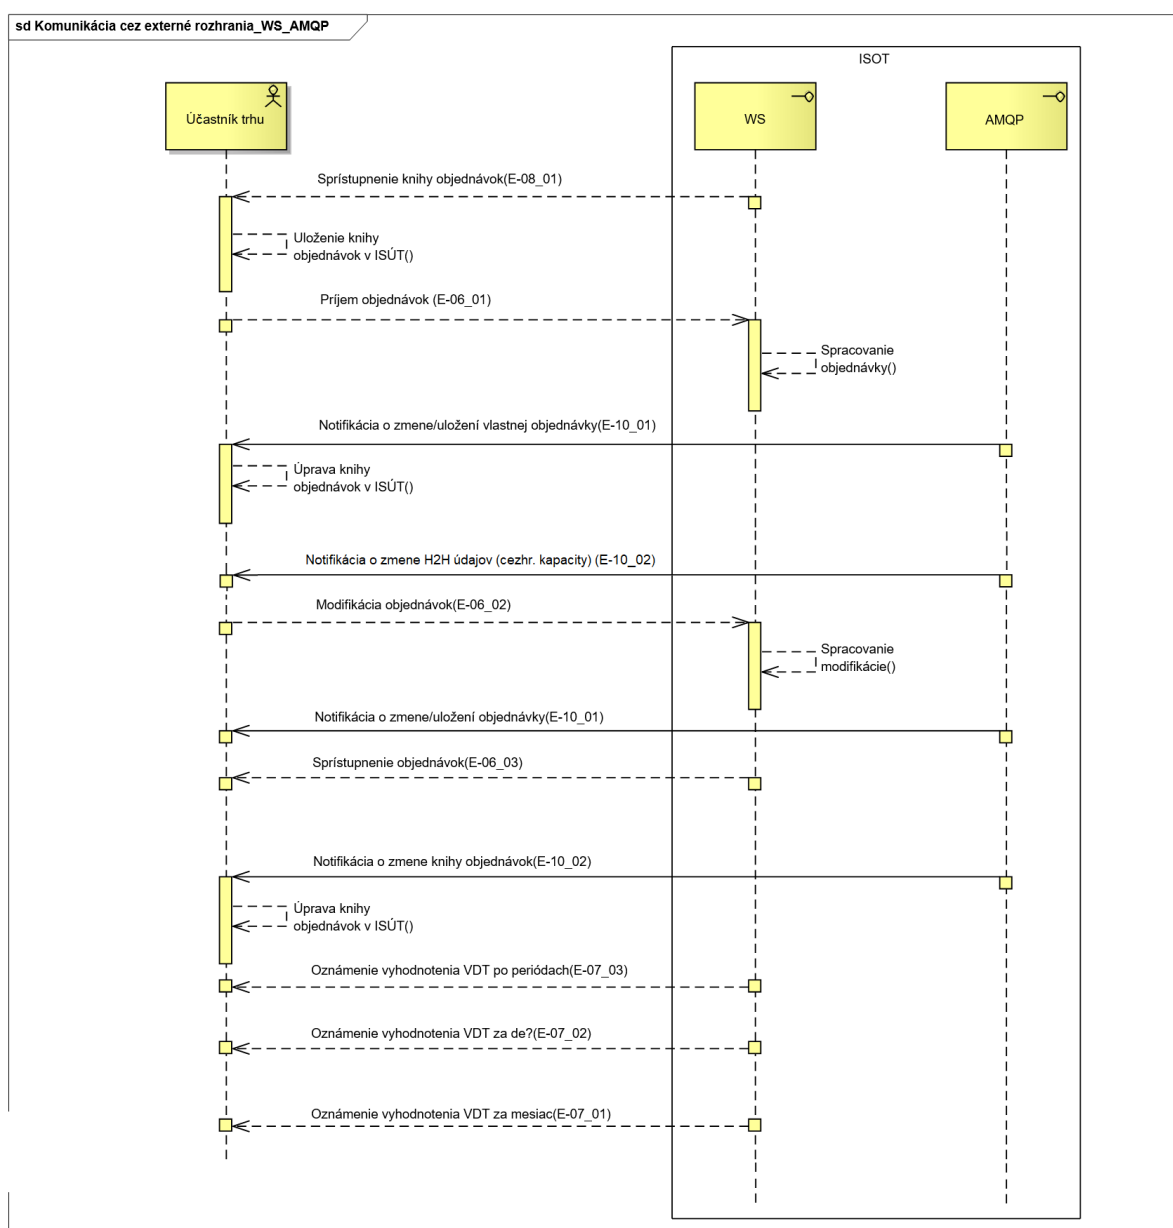 sd Komunikácia cez externé rozhrania_WS_AMQP
ISOT
Účastník trhu
WS
AMQP
Sprístupnenie knihy objednávok(E-08_01)
Uloženie knihy
objednávok v ISÚT()
Príjem objednávok (E-06_01)
Spracovanie
objednávky()
Notifikácia o zmene/uložení vlastnej objednávky(E-10_01)
Úprava knihy
objednávok v ISÚT()
Notifikácia o zmene H2H údajov (cezhr. kapacity) (E-10_02)
Modifikácia objednávok(E-06_02)
Spracovanie
modifikácie()
Notifikácia o zmene/uložení objednávky(E-10_01)
Sprístupnenie objednávok(E-06_03)
Notifikácia o zmene knihy objednávok(E-10_02)
Úprava knihy
objednávok v ISÚT()
Oznámenie vyhodnotenia VDT po periódach(E-07_03)
Oznámenie vyhodnotenia VDT za de?(E-07_02)
Oznámenie vyhodnotenia VDT za mesiac(E-07_01)